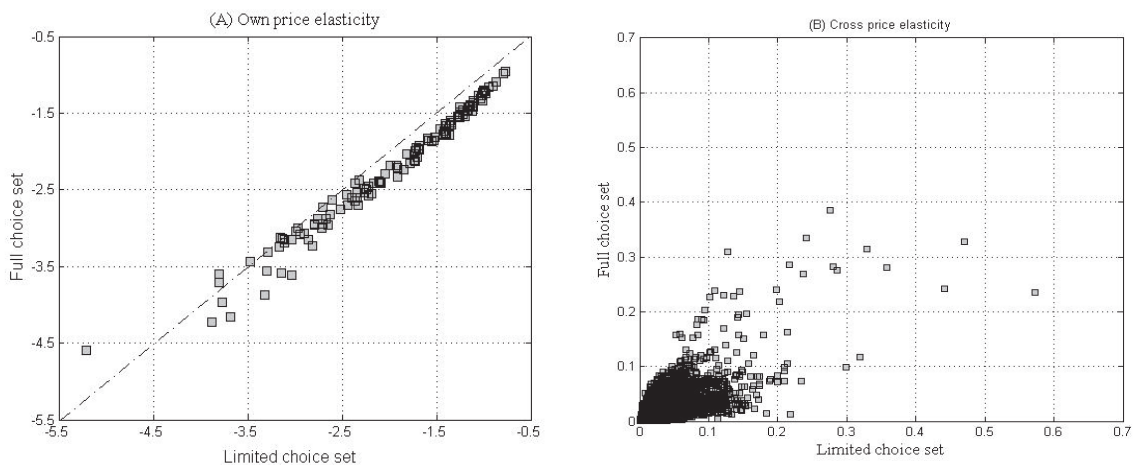 (A) Own price elasticity
-0.5
-1.5
-2.5
-3.5
-4.5
-5.5
-5.5 -4.5 -3.5 -2.5 -1.5 -0.5
Full choice set
Limited choice set
(B) Cross price elasticity
0.7
0.6
0.5
0.4
0.3
0.2
0.1
0
0 0.1 0.2 0.3 0.4 0.5 0.6 0.7
Full choice set
Limited choice set